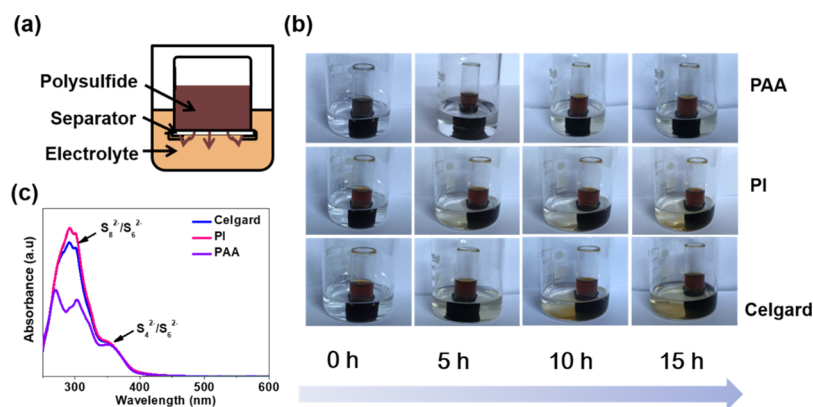 (a)
Polysulfide
Separator
Electrolyte
(b)
PAA
PI
Celgard
0 h
5 h
10 h
15 h
(c)
S₈²⁻/S₆²⁻
S₄²⁻/S₆²⁻
Celgard
PI
PAA
Absorbance (a.u)
300
400
500
600
Wavelength (nm)